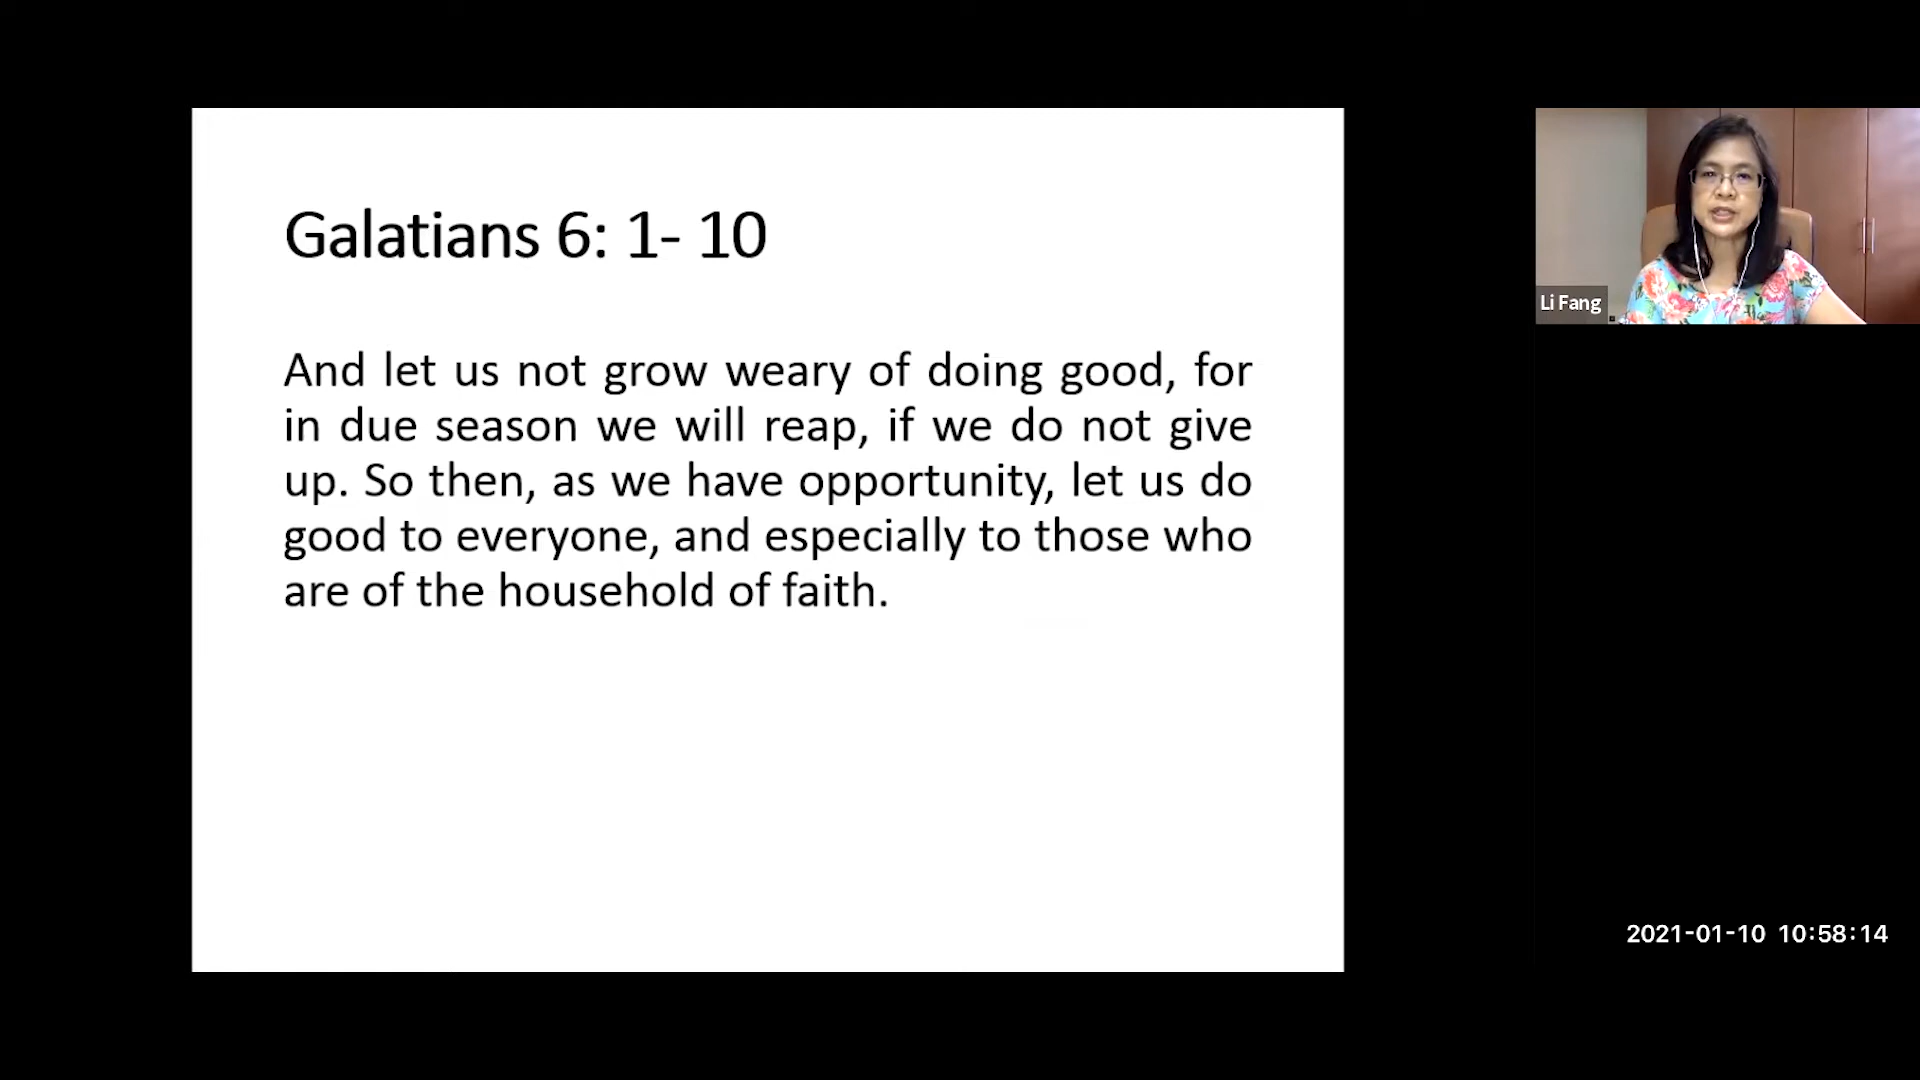 Galatians 6: 1- 10
And let us not grow weary of doing good, for
in due season we will reap, if we do not give
up. So then, as we have opportunity, let us do
good to everyone, and especially to those who
are of the household of faith.
Li Fang
2021-01-10 10:58:14